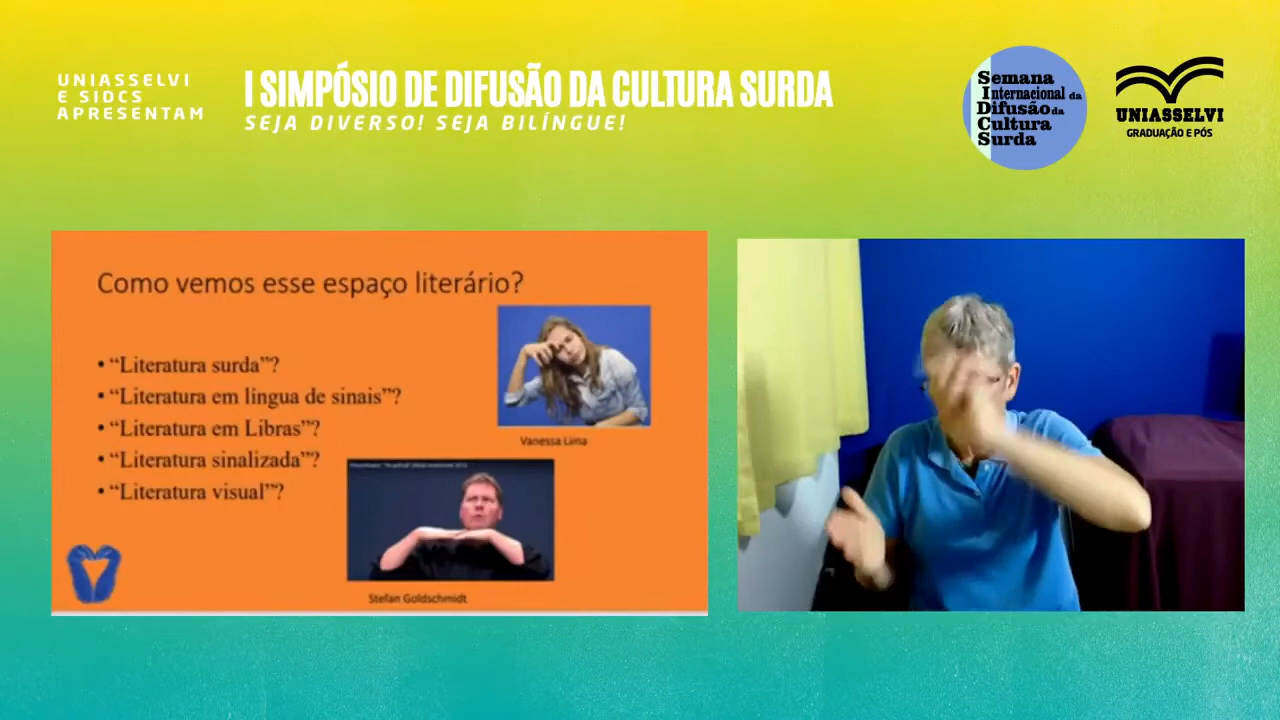 UNIASSELVI
E SIDCS
APRESENTAM
I SIMPÓSIO DE DIFUSÃO DA CULTURA SURDA
SEJA DIVERSO! SEJA BILÍNGUE!
Semana
Internacional da
Difusão da
Cultura
Surda
UNIASSELVI
GRADUAÇÃO E PÓS
Como vemos esse espaço literário?
• “Literatura surda”?
• “Literatura em lingua de sinais”?
• “Literatura em Libras”?
• “Literatura sinalizada”?
• “Literatura visual”?
Vanessa Lima
Stefan Goldschmidt